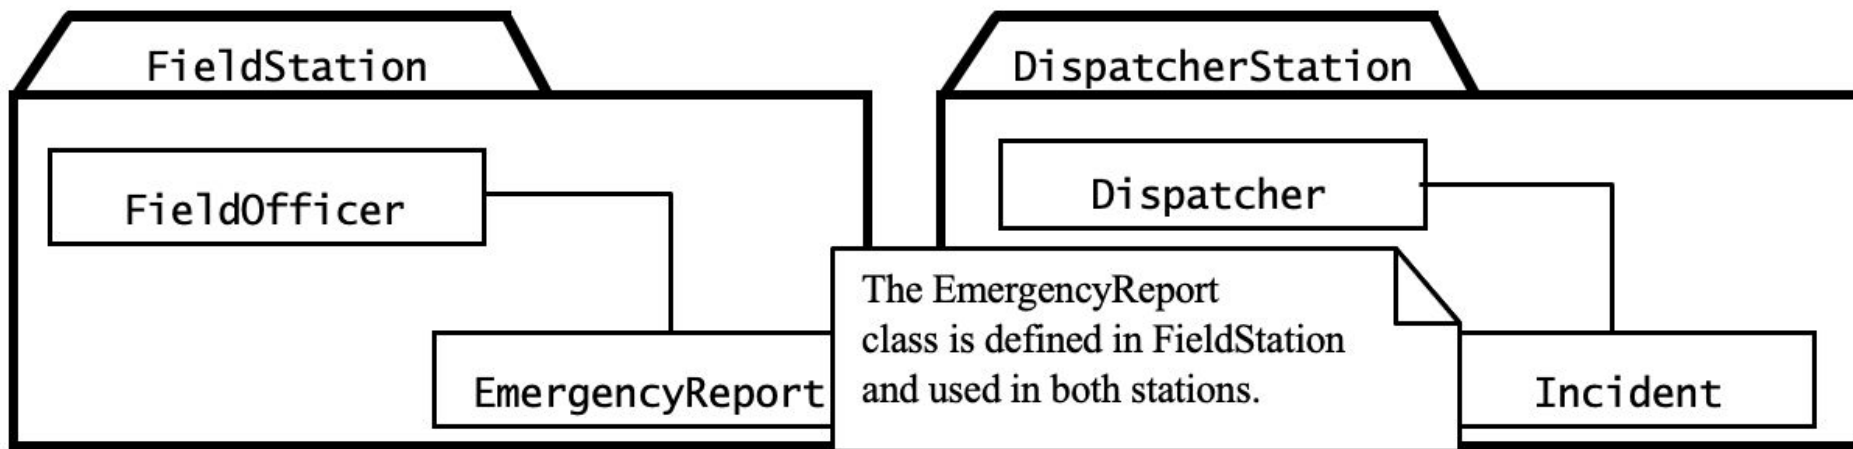 FieldStation
DispatcherStation
FieldOfficer
Dispatcher
The EmergencyReport
class is defined in FieldStation
and used in both stations.
EmergencyReport
Incident